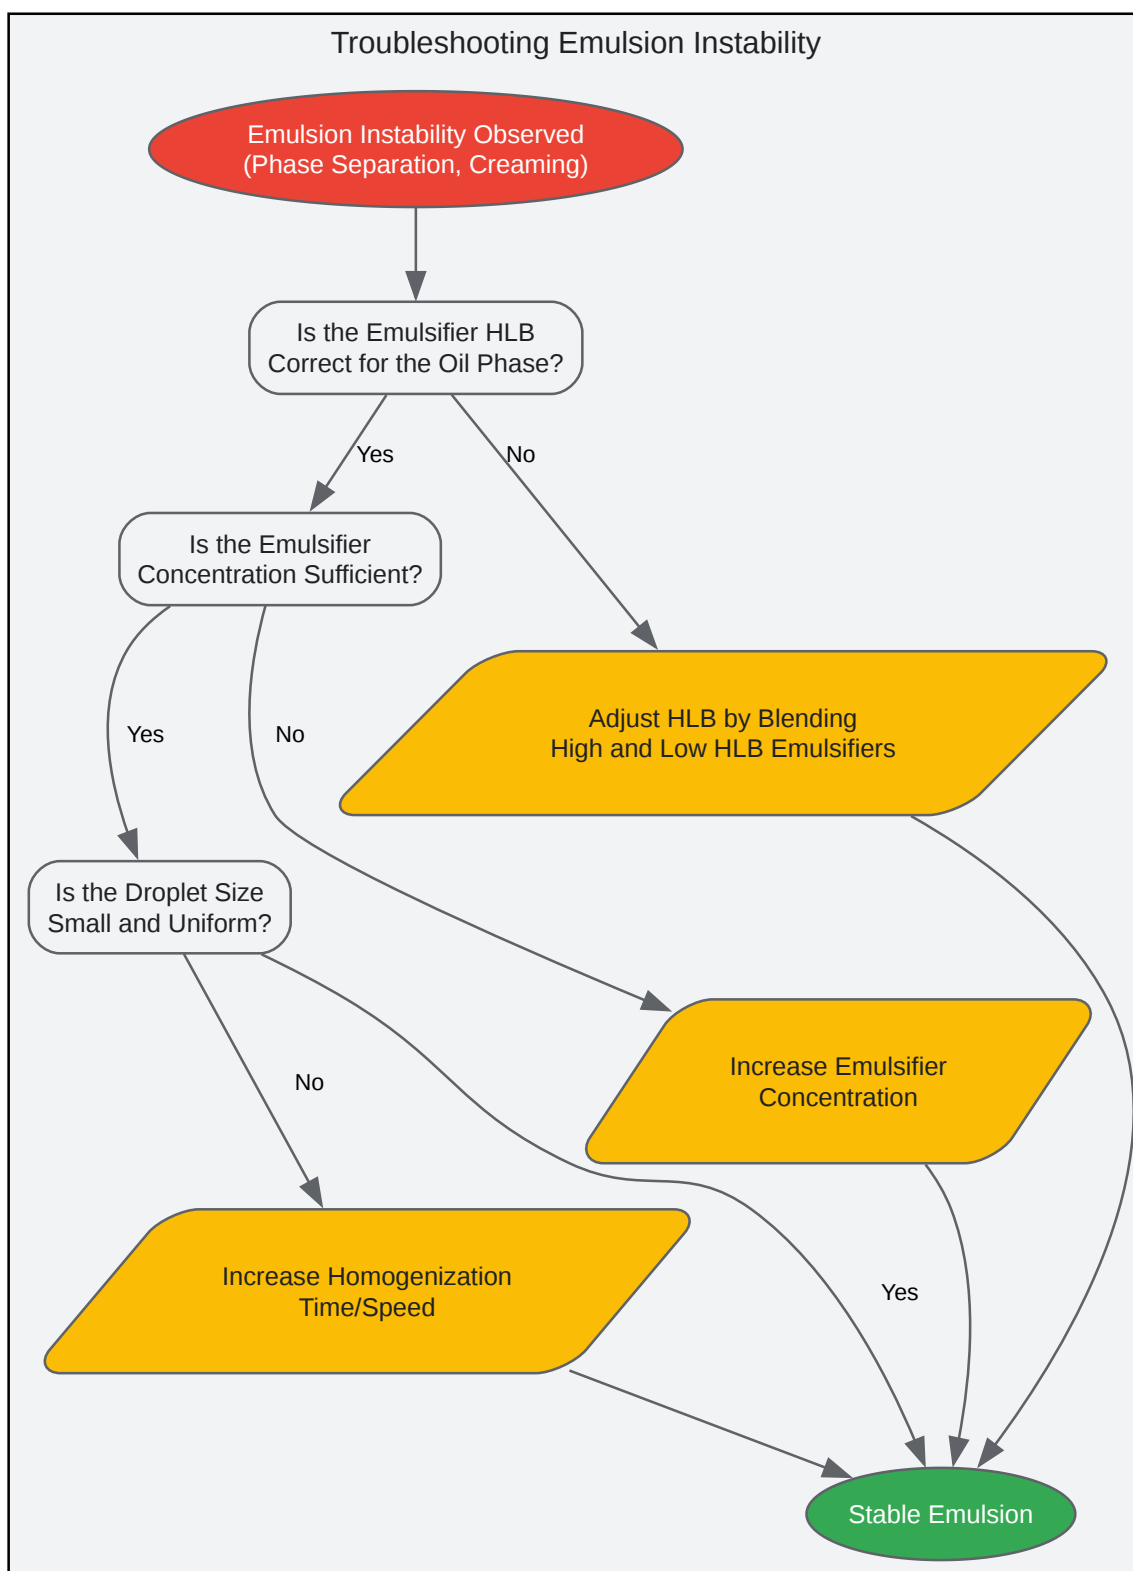 Troubleshooting Emulsion Instability
Emulsion Instability Observed
(Phase Separation, Creaming)
Is the Emulsifier HLB
Correct for the Oil Phase?
Yes
No
Is the Emulsifier
Concentration Sufficient?
Adjust HLB by Blending
High and Low HLB Emulsifiers
Yes
No
Is the Droplet Size
Small and Uniform?
Increase Emulsifier
Concentration
No
Increase Homogenization
Time/Speed
Yes
Stable Emulsion